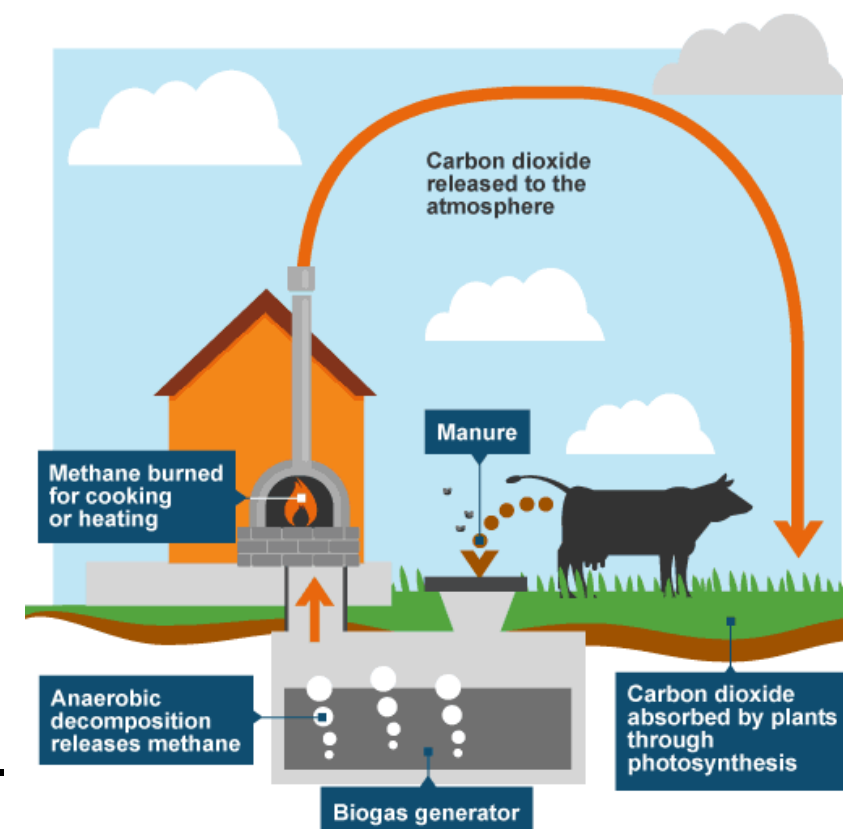 Carbon dioxide
released to the
atmosphere
Manure
Methane burned
for cooking
or heating
Anaerobic
decomposition
releases methane
Carbon dioxide
absorbed by plants
through
photosynthesis
Biogas generator